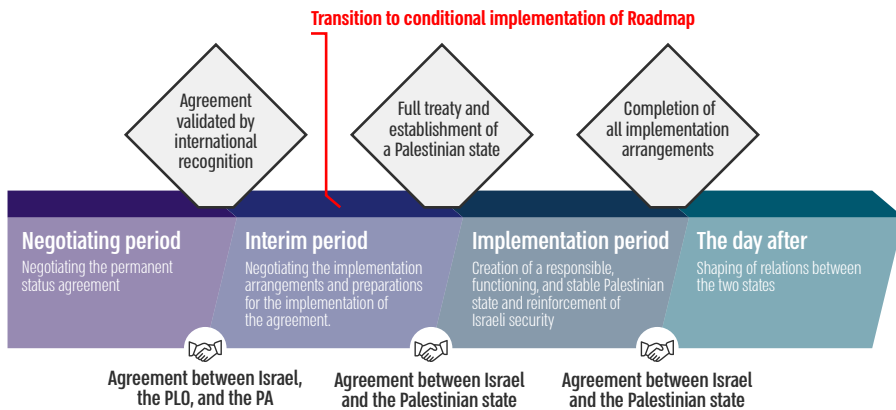 Transition to conditional implementation of Roadmap
Agreement
validated by
international
recognition
Full treaty and
establishment of
a Palestinian state
Completion of
all implementation
arrangements
Negotiating period
Negotiating the permanent
status agreement
Interim period
Negotiating the implementation
arrangements and preparations
for the implementation of
the agreement.
Implementation period
Creation of a responsible,
functioning, and stable Palestinian
state and reinforcement of
Israeli security
The day after
Shaping of relations between
the two states
Agreement between Israel,
the PLO, and the PA
Agreement between Israel
and the Palestinian state
Agreement between Israel
and the Palestinian state